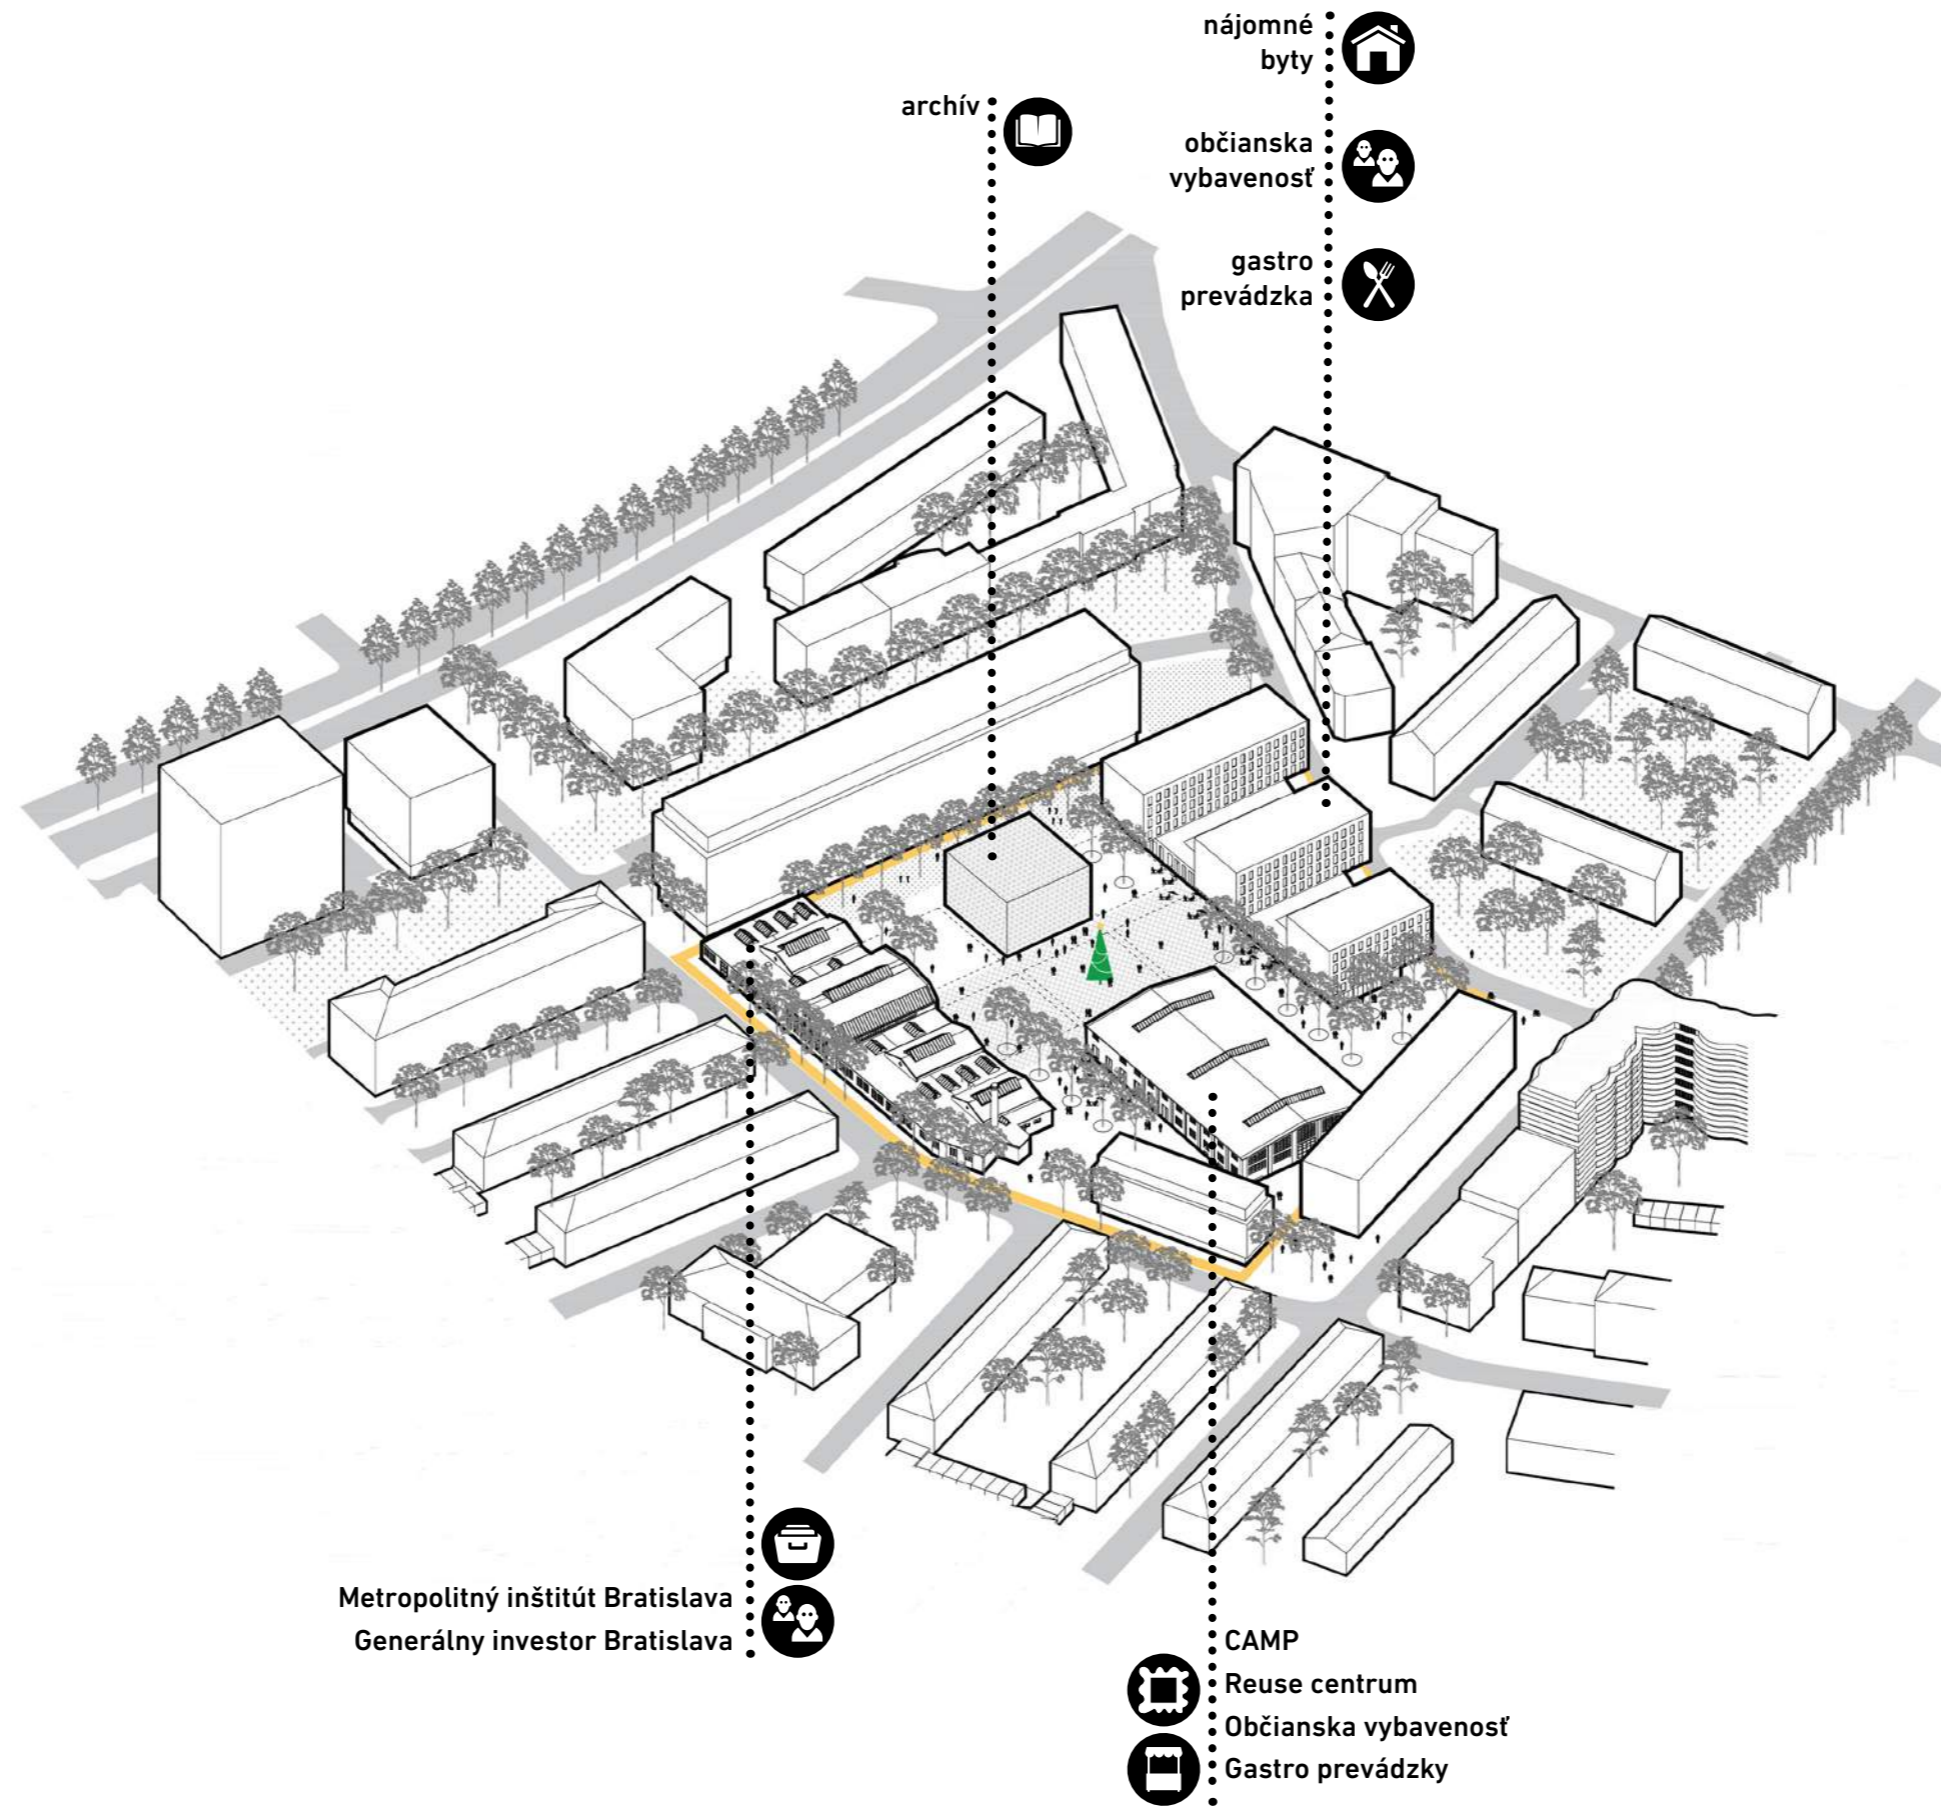 nájomné
byty
archív
občianska
vybavenosť
gastro
prevádzka
Metropolitný inštitút Bratislava
Generálny investor Bratislava
CAMP
Reuse centrum
Občianska vybavenosť
Gastro prevádzky